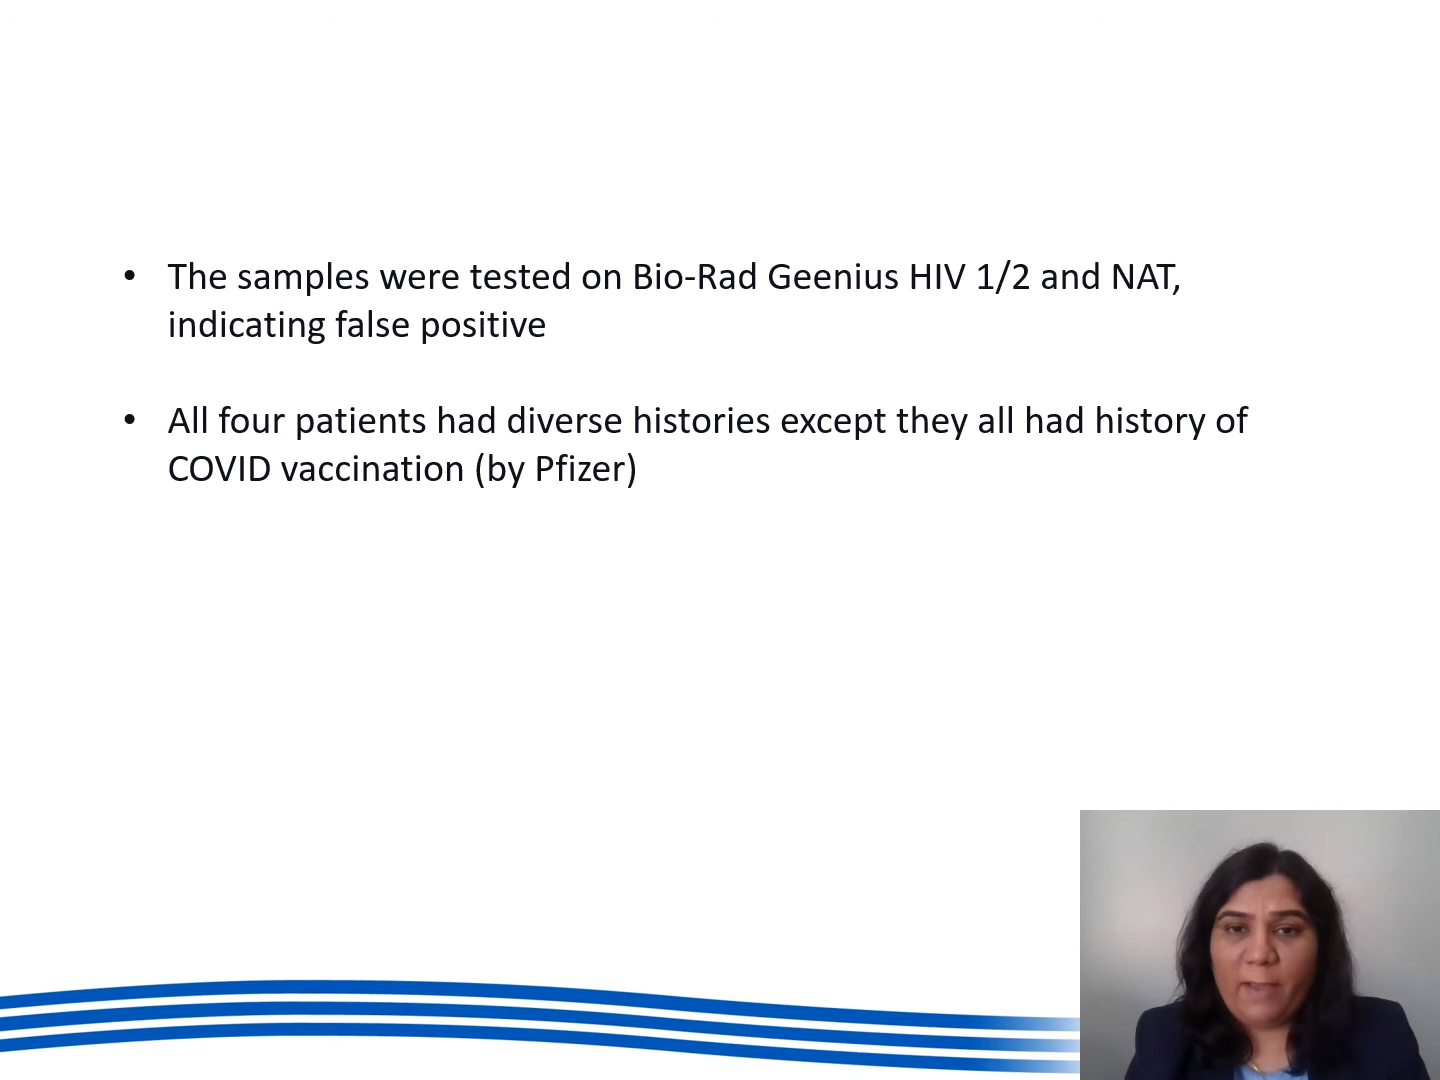 • The samples were tested on Bio-Rad Geenius HIV 1/2 and NAT,
indicating false positive
• All four patients had diverse histories except they all had history of
COVID vaccination (by Pfizer)